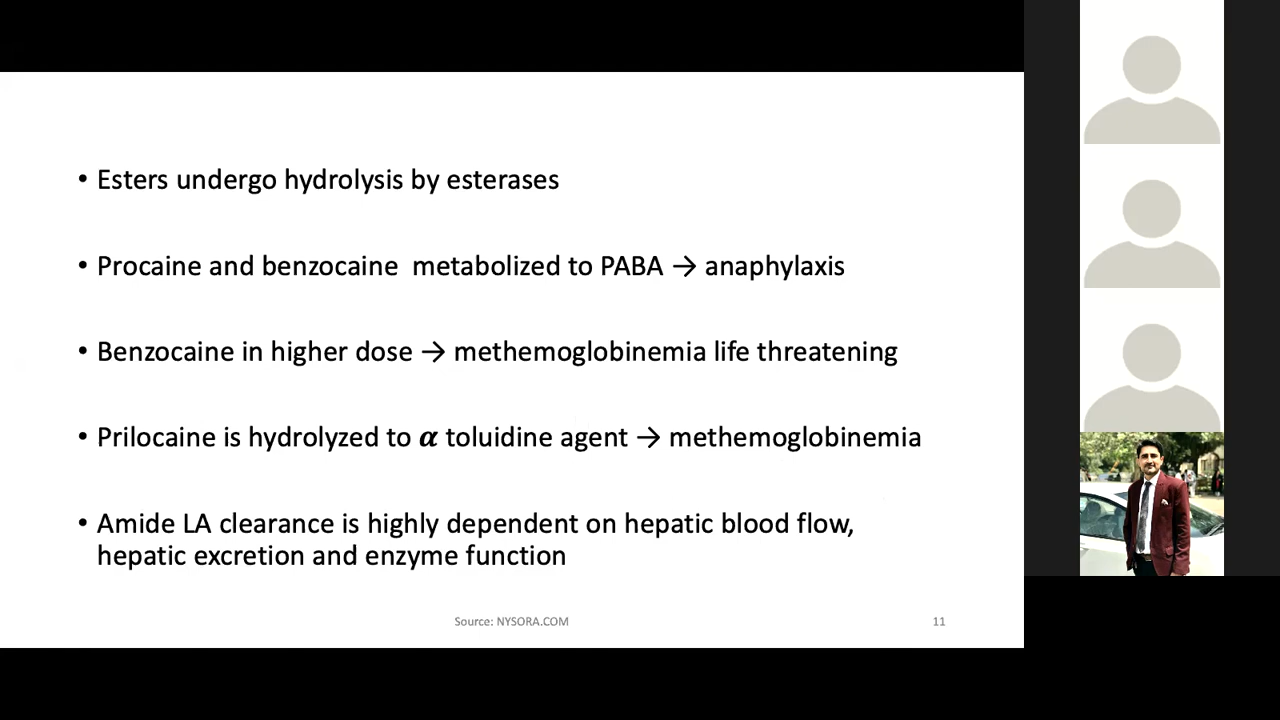 • Esters undergo hydrolysis by esterases
• Procaine and benzocaine  metabolized to PABA → anaphylaxis
• Benzocaine in higher dose → methemoglobinemia life threatening
• Prilocaine is hydrolyzed to α toluidine agent → methemoglobinemia
• Amide LA clearance is highly dependent on hepatic blood flow,
hepatic excretion and enzyme function
Source: NYSORA.COM
11